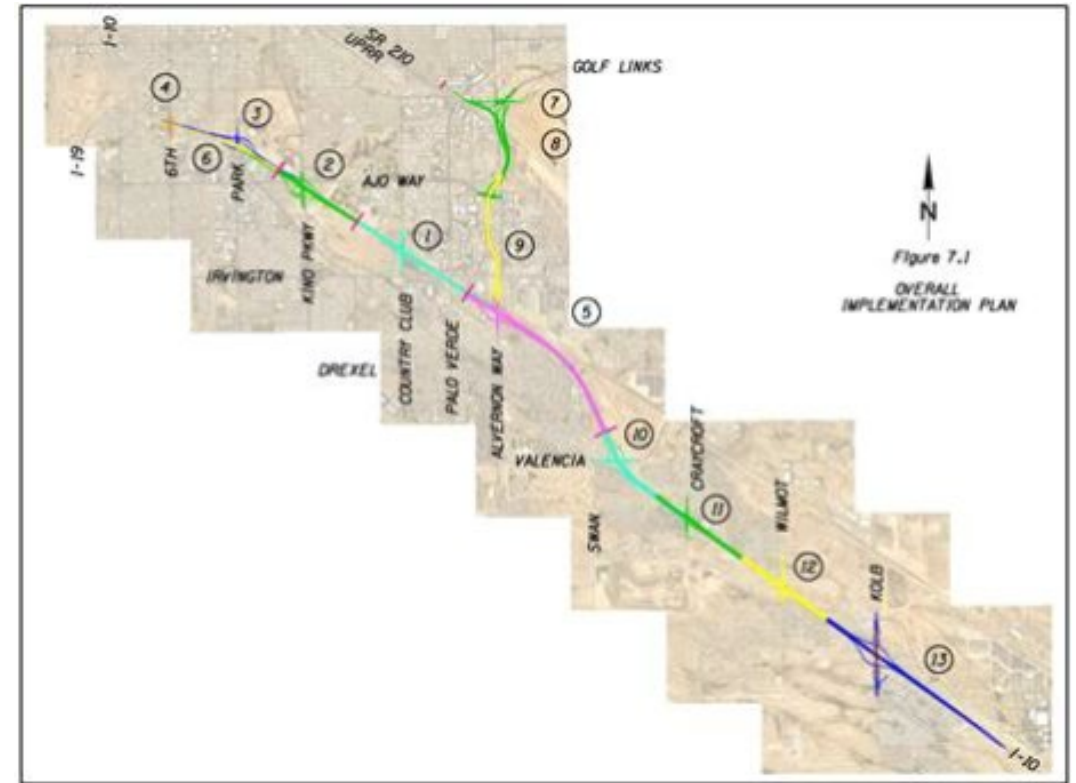 I-10
SR 210
UPRR
GOLF LINKS
4
7
3
8
I-19
6TH
6
PARK
2
AJO WAY
N
1
9
Figure 7.1
OVERALL
IMPLEMENTATION PLAN
IRVINGTON
KINO PKWY
5
DREXEL
COUNTRY CLUB
PALO VERDE
ALVERNON WAY
10
VALENCIA
CRAYCROFT
11
SWAN
WILMOT
12
KOLB
13
I-10